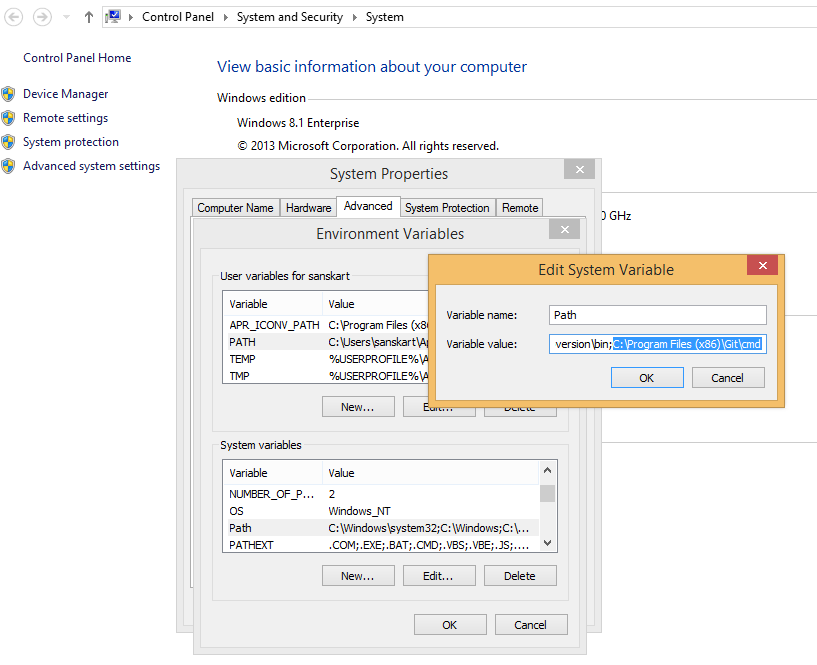 Control Panel System and Security System
Control Panel Home
Device Manager
Remote settings
System protection
Advanced system settings
View basic information about your computer
Windows edition
Windows 8.1 Enterprise
© 2013 Microsoft Corporation. All rights reserved.
0 GHz
System Properties
Computer Name Hardware Advanced System Protection Remote
Environment Variables
User variables for sanskart
Variable Value
APR_ICONV_PATH C:\Program Files (x86
PATH C:\Users\sanskart\Ap
TEMP %USERPROFILE%\A
TMP %USERPROFILE%\A
New... Edit... Delete
System variables
Variable Value
NUMBER_OF_P... 2
OS Windows_NT
Path C:\Windows\system32;C:\Windows;C:\...
PATHEXT .COM;.EXE;.BAT;.CMD;.VBS;.VBE;.JS;....
New... Edit... Delete
OK Cancel
Edit System Variable
Variable name: Path
Variable value: version\bin;C:\Program Files (x86)\Git\cmd
OK Cancel